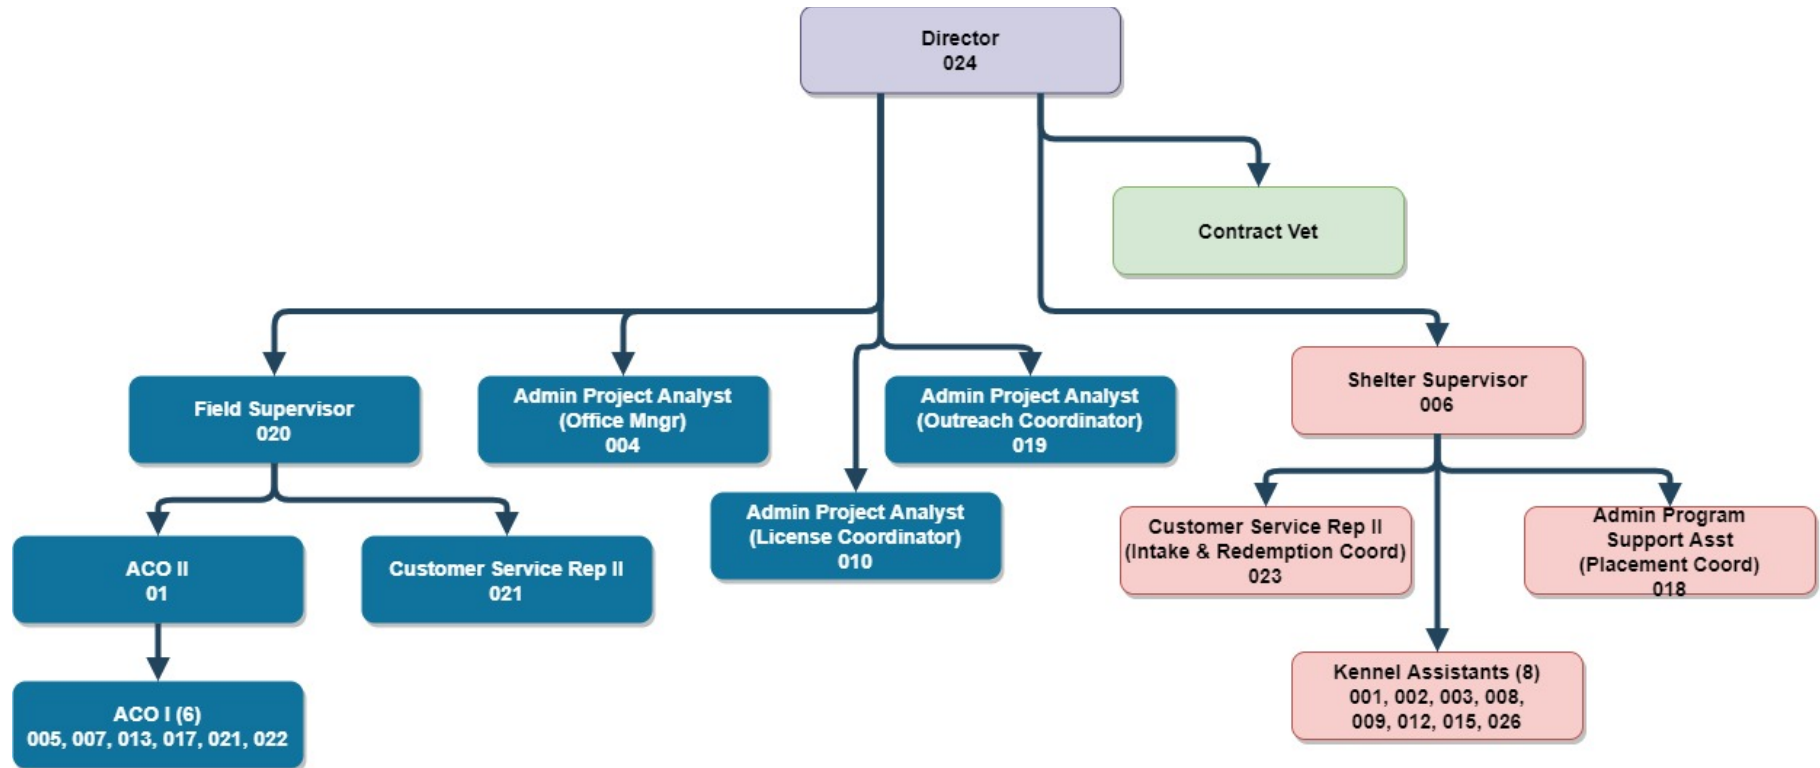 Director
024
Contract Vet
Field Supervisor
020
Admin Project Analyst
(Office Mngr)
004
Admin Project Analyst
(Outreach Coordinator)
019
Shelter Supervisor
006
Admin Project Analyst
(License Coordinator)
010
ACO II
01
Customer Service Rep II
021
Customer Service Rep II
(Intake & Redemption Coord)
023
Admin Program
Support Asst
(Placement Coord)
018
ACO I (6)
005, 007, 013, 017, 021, 022
Kennel Assistants (8)
001, 002, 003, 008,
009, 012, 015, 026